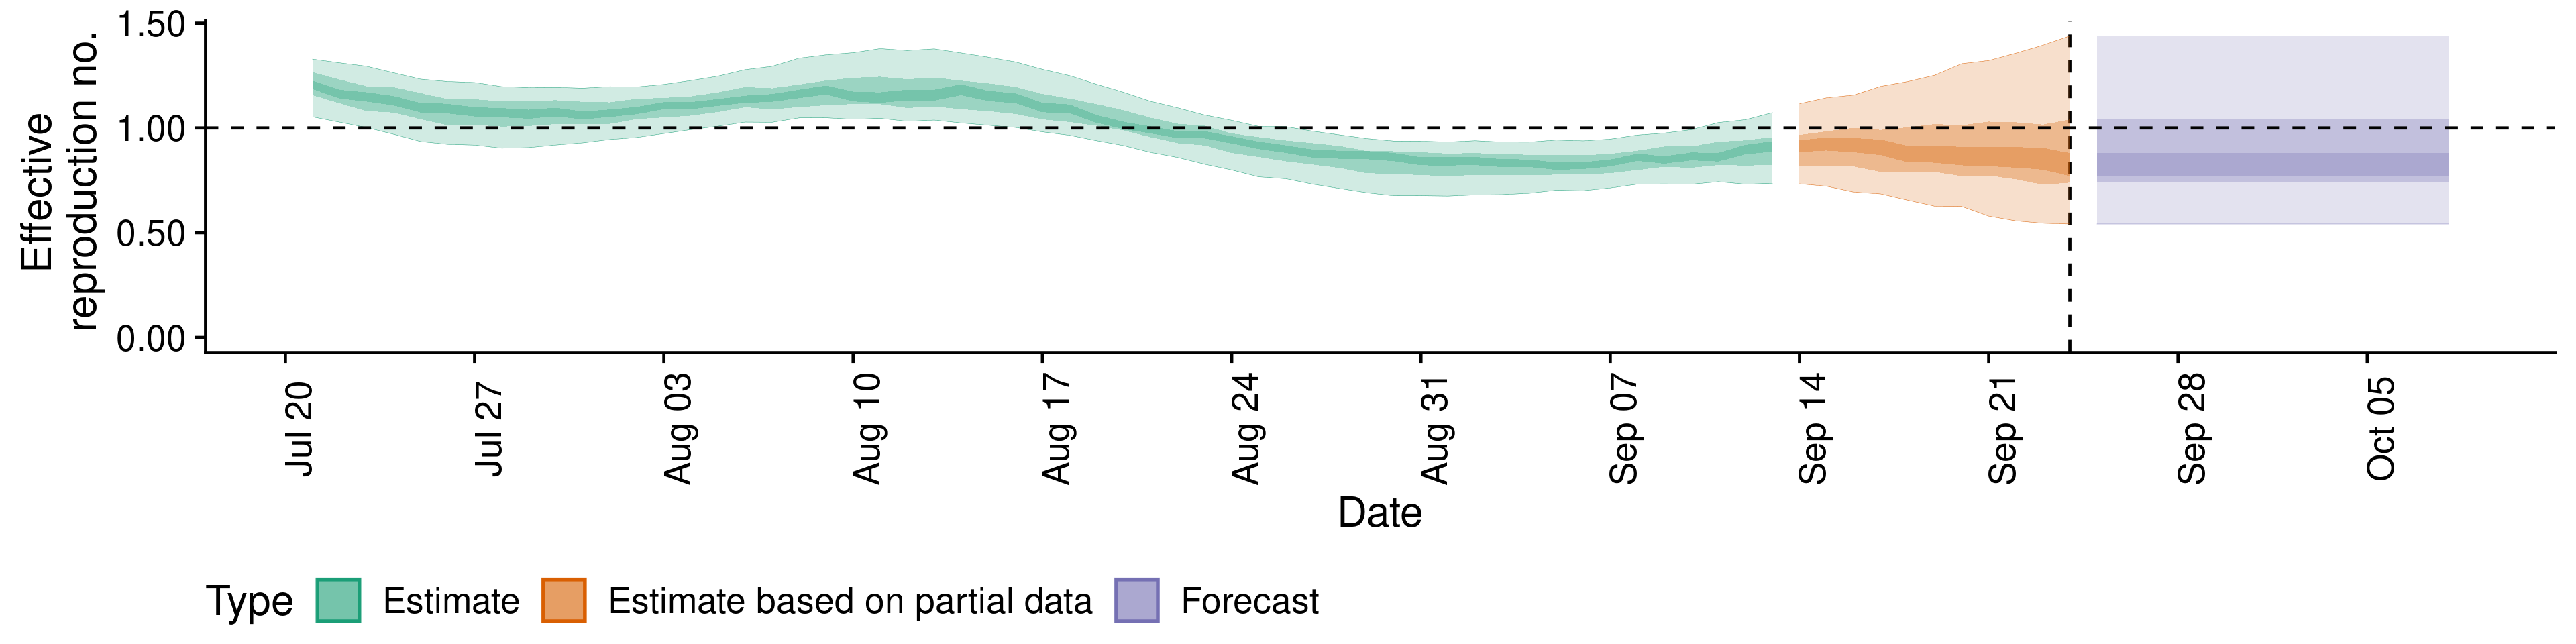 Effective
reproduction no.
1.50
1.00
0.50
0.00
Jul 20
Jul 27
Aug 03
Aug 10
Aug 17
Aug 24
Aug 31
Sep 07
Sep 14
Sep 21
Sep 28
Oct 05
Date
Type Estimate Estimate based on partial data Forecast